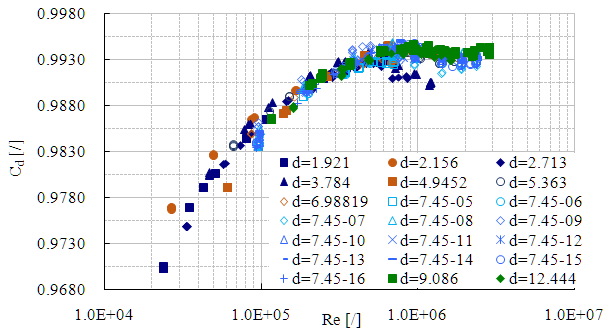 0.9980
0.9930
0.9880
0.9830
0.9780
0.9730
0.9680
Cd [/]
d=1.921 d=2.156 d=2.713
d=3.784 d=4.9452 d=5.363
d=6.98819 d=7.45-05 d=7.45-06
d=7.45-07 d=7.45-08 d=7.45-09
d=7.45-10 d=7.45-11 d=7.45-12
d=7.45-13 d=7.45-14 d=7.45-15
d=7.45-16 d=9.086 d=12.444
1.0E+04 1.0E+05 1.0E+06 1.0E+07
Re [/]